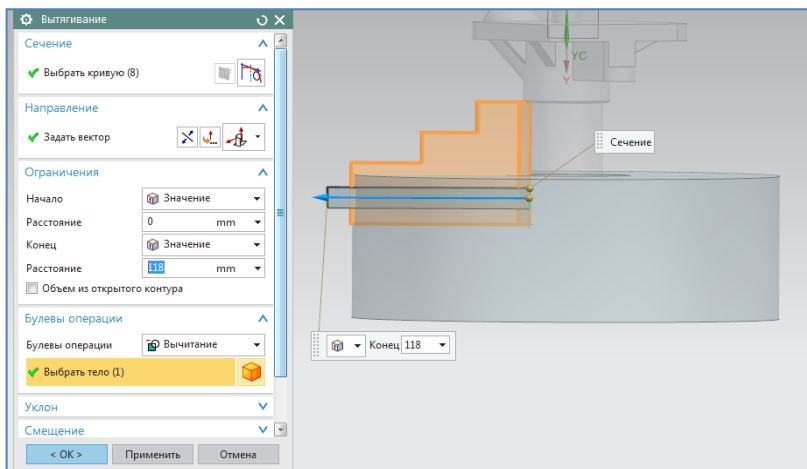 Вытягивание
Сечение
Выбрать кривую (8)
Направление
Задать вектор
Ограничения
Начало Значение
Расстояние 0 mm
Конец Значение
Расстояние 118 mm
Объем из открытого контура
Булевы операции
Булевы операции Вычитание
Выбрать тело (1)
Уклон
Смещение
< OK > Применить Отмена
YC
Y
Сечение
Конец 118